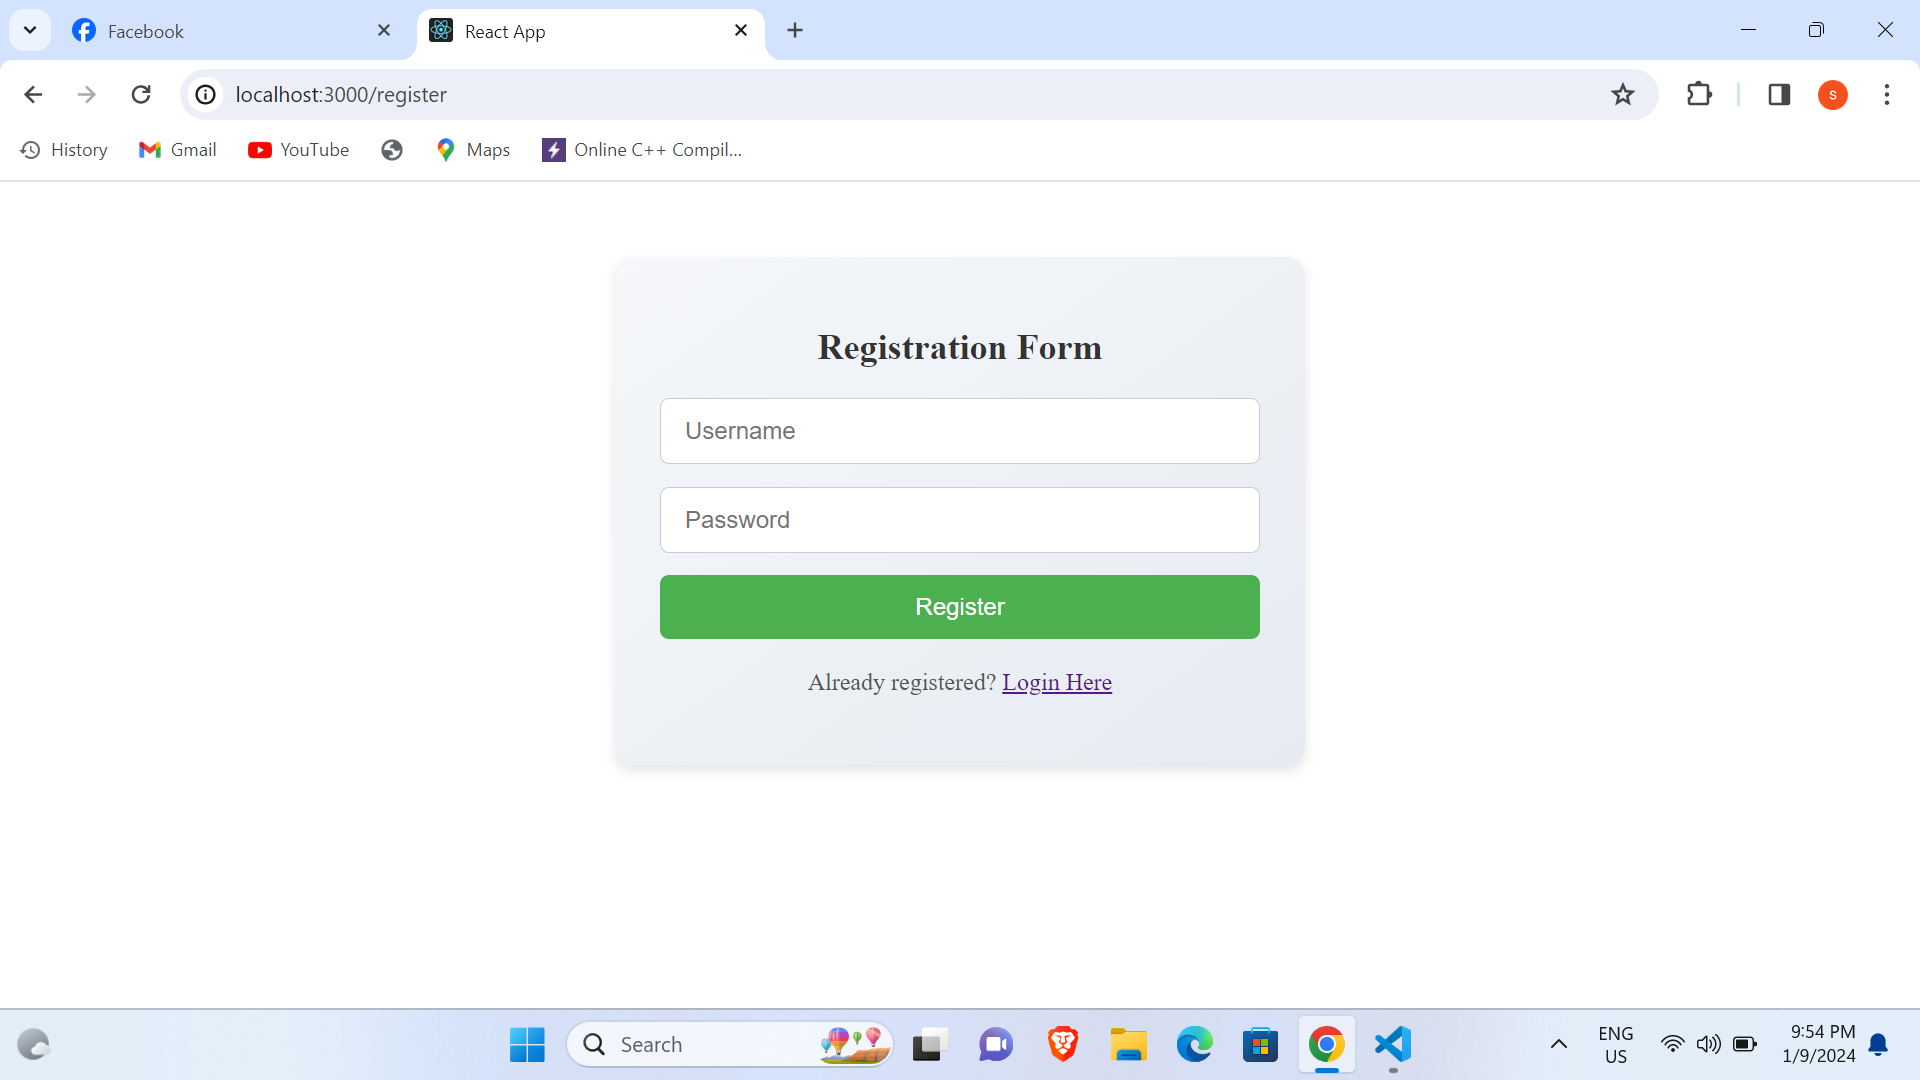 Facebook
React App
localhost:3000/register
S
History
Gmail
YouTube
Maps
Online C++ Compil...
Registration Form
Username
Password
Register
Already registered? Login Here
Search
ENG
US
9:54 PM
1/9/2024